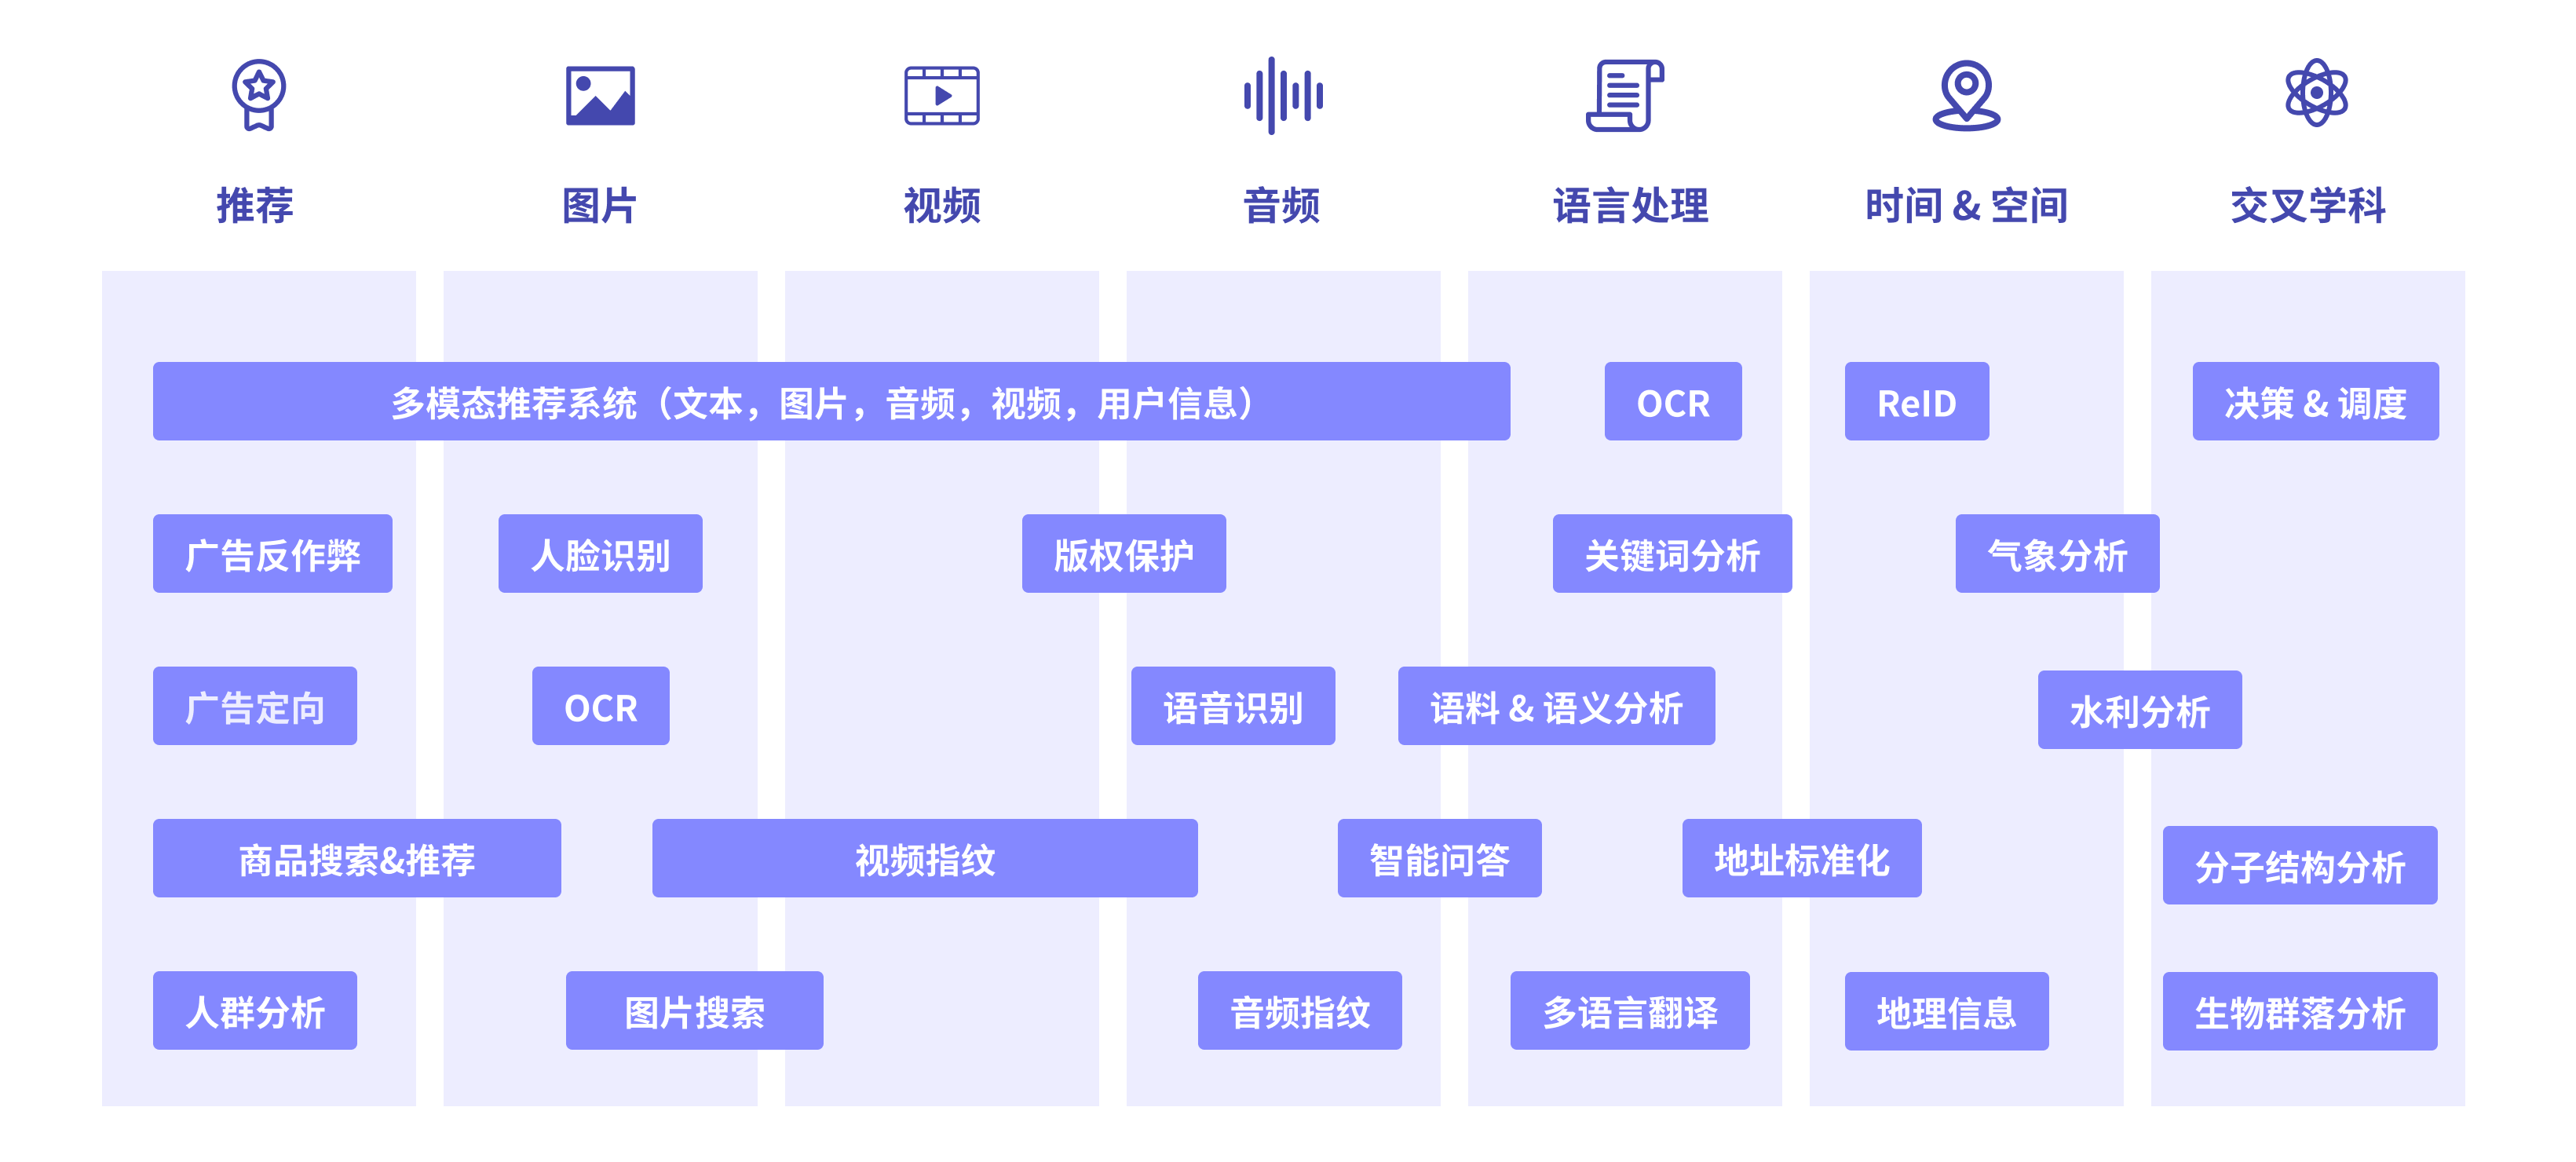 推荐
图片
视频
音频
语言处理
时间 & 空间
交叉学科
多模态推荐系统（文本，图片，音频，视频，用户信息）
OCR
ReID
决策 & 调度
广告反作弊
人脸识别
版权保护
关键词分析
气象分析
广告定向
OCR
语音识别
语料 & 语义分析
水利分析
商品搜索&推荐
视频指纹
智能问答
地址标准化
分子结构分析
人群分析
图片搜索
音频指纹
多语言翻译
地理信息
生物群落分析